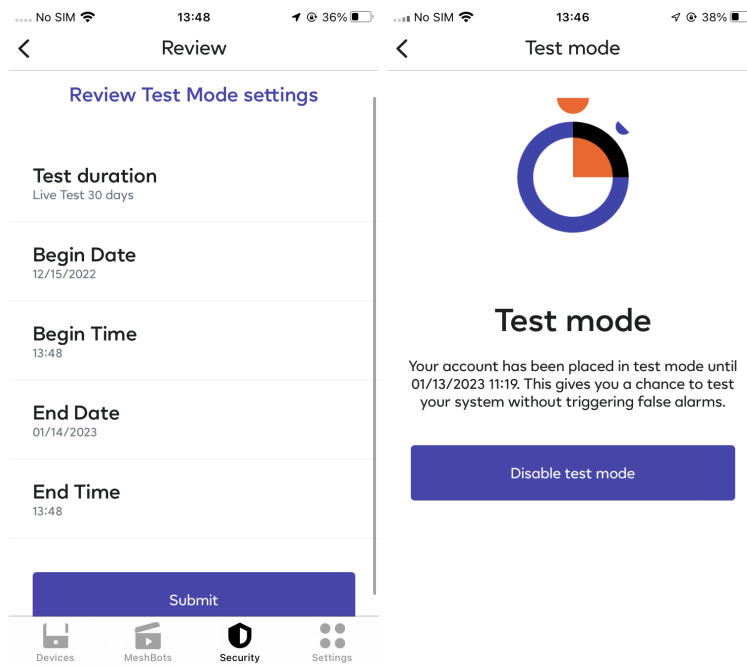 No SIM 13:48 36%
Review
Review Test Mode settings
Test duration
Live Test 30 days
Begin Date
12/15/2022
Begin Time
13:48
End Date
01/14/2023
End Time
13:48
Submit
Devices MeshBots Security Settings
No SIM 13:46 38%
Test mode
Test mode
Your account has been placed in test mode until
01/13/2023 11:19. This gives you a chance to test
your system without triggering false alarms.
Disable test mode